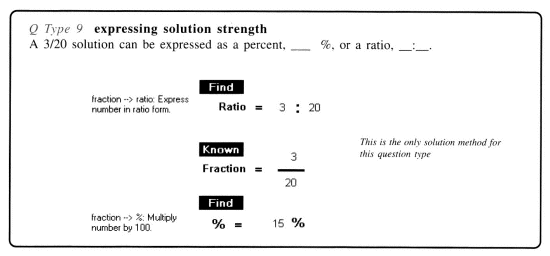 Q Type 9 expressing solution strength
A 3/20 solution can be expressed as a percent, ___ %, or a ratio, __:__.
Find
fraction --> ratio: Express
number in ratio form.
Ratio = 3 : 20
This is the only solution method for
this question type
Known
Fraction = 3
20
Find
fraction --> %: Multiply
number by 100.
% = 15 %